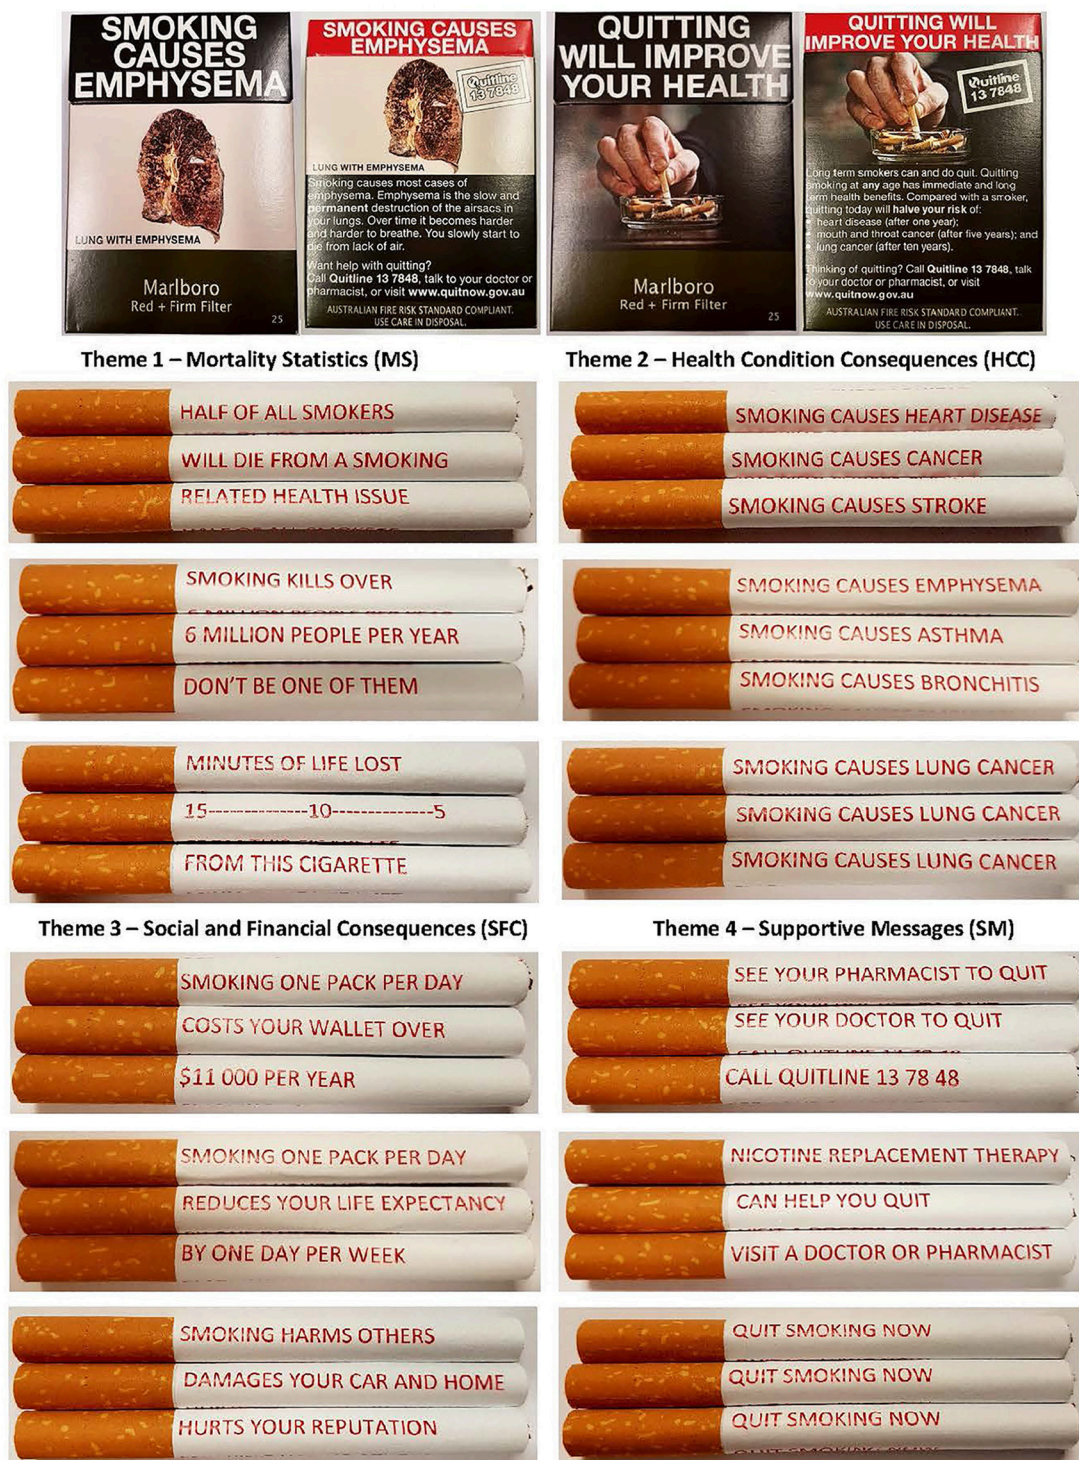 SMOKING
CAUSES
EMPHYSEMA
LUNG WITH EMPHYSEMA
Marlboro
Red + Firm Filter
25
SMOKING CAUSES
EMPHYSEMA
Quitline
13 7848
LUNG WITH EMPHYSEMA
Smoking causes most cases of
emphysema. Emphysema is the slow and
permanent destruction of the airsacs in
your lungs. Over time it becomes harder
and harder to breathe. You slowly start to
die from lack of air.
Want help with quitting?
Call Quitline 13 7848, talk to your doctor or
pharmacist, or visit www.quitnow.gov.au
AUSTRALIAN FIRE RISK STANDARD COMPLIANT.
USE CARE IN DISPOSAL.
QUITTING
WILL IMPROVE
YOUR HEALTH
Marlboro
Red + Firm Filter
25
QUITTING WILL
IMPROVE YOUR HEALTH
Quitline
13 7848
Long term smokers can and do quit. Quitting
smoking at any age has immediate and long
term health benefits. Compared with a smoker,
quitting today will halve your risk of:
• heart disease (after one year);
• mouth and throat cancer (after five years); and
• lung cancer (after ten years).
Thinking of quitting? Call Quitline 13 7848, talk
to your doctor or pharmacist, or visit
www.quitnow.gov.au
AUSTRALIAN FIRE RISK STANDARD COMPLIANT.
USE CARE IN DISPOSAL.
Theme 1 – Mortality Statistics (MS)
HALF OF ALL SMOKERS
WILL DIE FROM A SMOKING
RELATED HEALTH ISSUE
HALF OF ALL SMOKERS
SMOKING KILLS OVER
6 MILLION PEOPLE PER YEAR
6 MILLION PEOPLE PER YEAR
DON'T BE ONE OF THEM
MINUTES OF LIFE LOST
15--------------10--------------5
FROM THIS CIGARETTE
Theme 2 – Health Condition Consequences (HCC)
SMOKING CAUSES HEART DISEASE
SMOKING CAUSES CANCER
SMOKING CAUSES STROKE
SMOKING CAUSES EMPHYSEMA
SMOKING CAUSES ASTHMA
SMOKING CAUSES BRONCHITIS
SMOKING CAUSES LUNG CANCER
SMOKING CAUSES LUNG CANCER
SMOKING CAUSES LUNG CANCER
Theme 3 – Social and Financial Consequences (SFC)
SMOKING ONE PACK PER DAY
COSTS YOUR WALLET OVER
$11 000 PER YEAR
SMOKING ONE PACK PER DAY
REDUCES YOUR LIFE EXPECTANCY
BY ONE DAY PER WEEK
SMOKING HARMS OTHERS
DAMAGES YOUR CAR AND HOME
HURTS YOUR REPUTATION
Theme 4 – Supportive Messages (SM)
SEE YOUR PHARMACIST TO QUIT
SEE YOUR DOCTOR TO QUIT
CALL QUITLINE 13 78 48
NICOTINE REPLACEMENT THERAPY
CAN HELP YOU QUIT
VISIT A DOCTOR OR PHARMACIST
QUIT SMOKING NOW
QUIT SMOKING NOW
QUIT SMOKING NOW